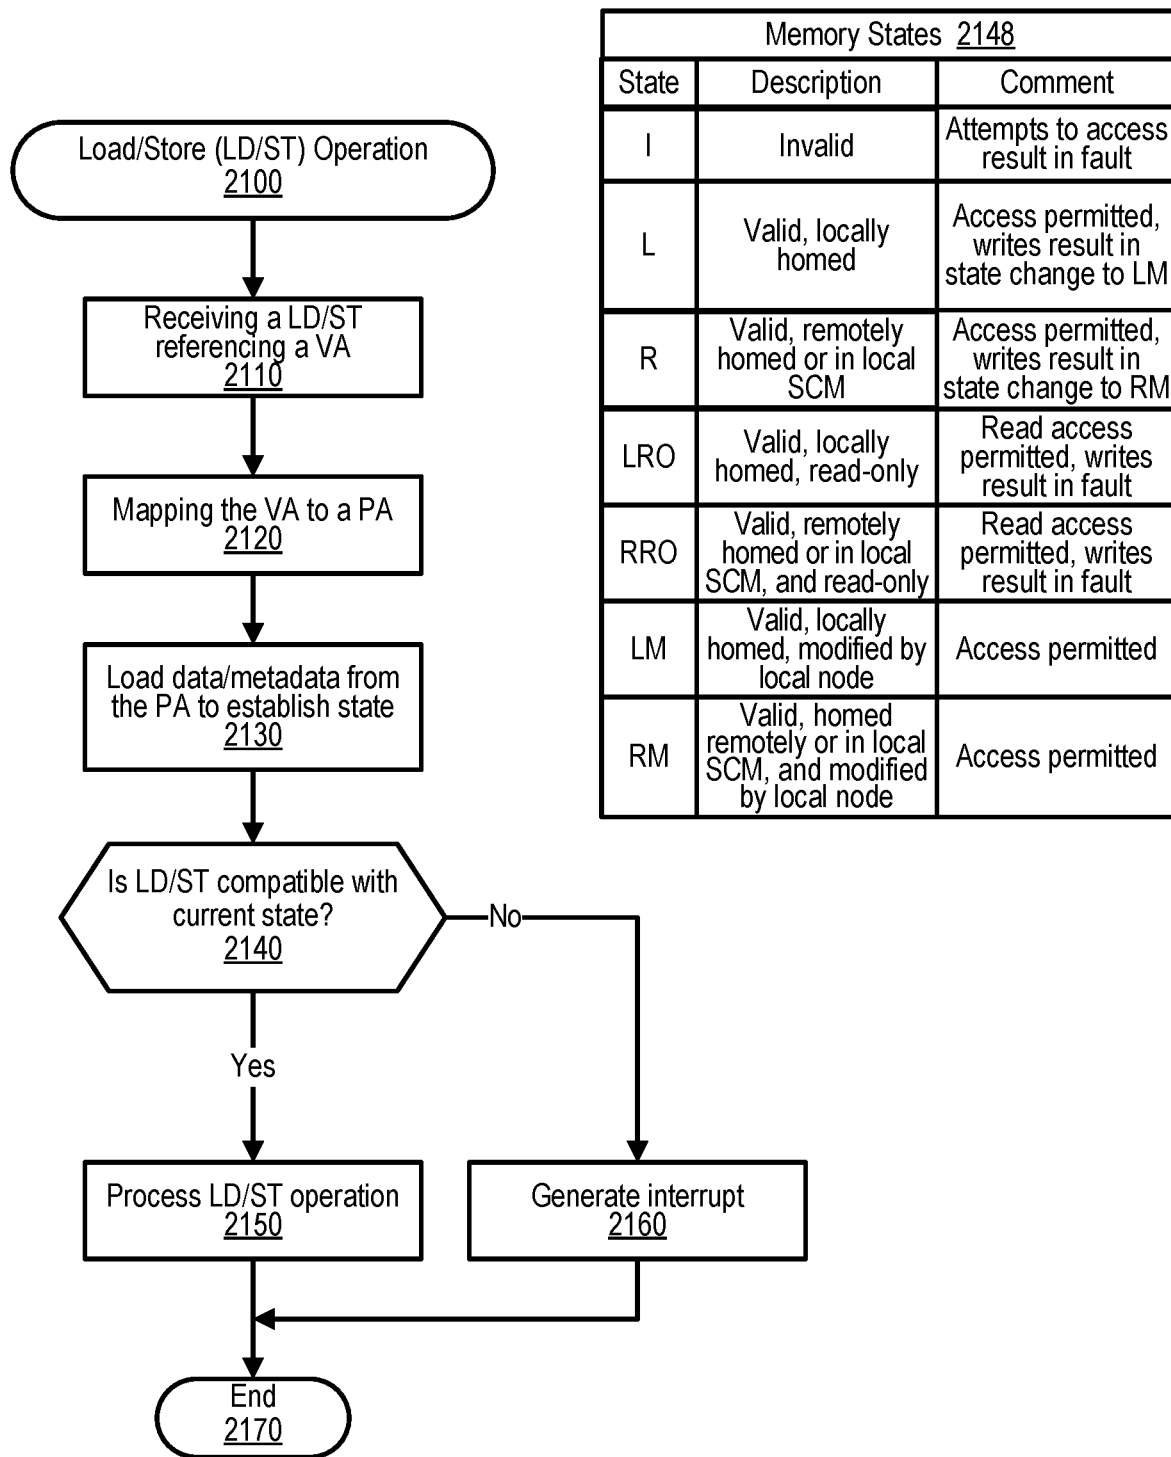 Load/Store (LD/ST) Operation
2100
Receiving a LD/ST
referencing a VA
2110
Mapping the VA to a PA
2120
Load data/metadata from
the PA to establish state
2130
Is LD/ST compatible with
current state?
2140
No
Yes
Process LD/ST operation
2150
Generate interrupt
2160
End
2170
Memory States 2148
State
Description
Comment
I
Invalid
Attempts to access
result in fault
L
Valid, locally
homed
Access permitted,
writes result in
state change to LM
R
Valid, remotely
homed or in local
SCM
Access permitted,
writes result in
state change to RM
LRO
Valid, locally
homed, read-only
Read access
permitted, writes
result in fault
RRO
Valid, remotely
homed or in local
SCM, and read-only
Read access
permitted, writes
result in fault
LM
Valid, locally
homed, modified by
local node
Access permitted
RM
Valid, homed
remotely or in local
SCM, and modified
by local node
Access permitted